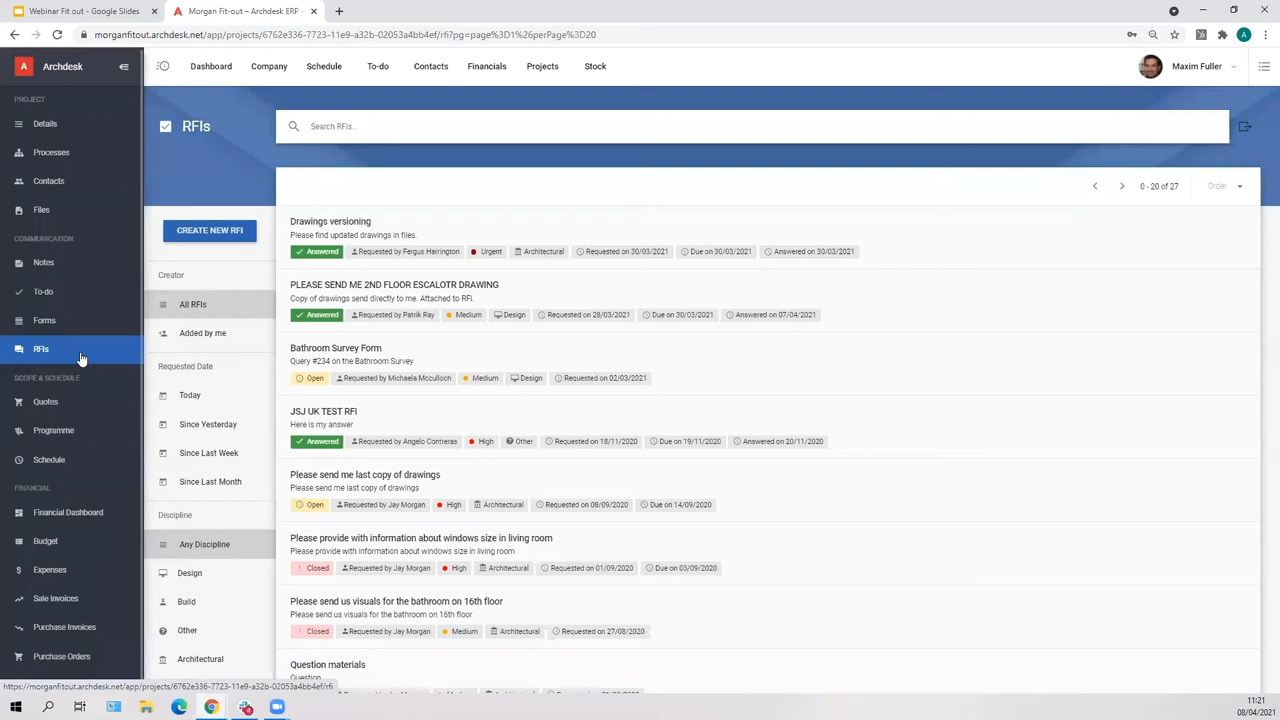 Webinar Fit out - Google Slides
Morgan Fit-out – Archdesk ERP -
morganfitout.archdesk.net/app/projects/6762e336-7723-11e9-a32b-02053a4bb4ef/rfi?pg=page%3D1%26perPage%3D20
A
A Archdesk
Dashboard Company Schedule To-do Contacts Financials Projects Stock
Maxim Fuller
PROJECT
Details
Processes
Contacts
Files
COMMUNICATION
Notes
To-do
Forms
RFIs
SCOPE & SCHEDULE
Quotes
Programme
Schedule
FINANCIAL
Financial Dashboard
Budget
Expenses
Sale Invoices
Purchase Invoices
Purchase Orders
RFIs
Search RFIs...
CREATE NEW RFI
Creator
All RFIs
Added by me
Requested Date
Today
Since Yesterday
Since Last Week
Since Last Month
Discipline
Any Discipline
Design
Build
Other
Architectural
0 - 20 of 27 Order
Drawings versioning
Please find updated drawings in files.
Answered Requested by Fergus Harrington Urgent Architectural Requested on 30/03/2021 Due on 30/03/2021 Answered on 30/03/2021
PLEASE SEND ME 2ND FLOOR ESCALOTR DRAWING
Copy of drawings send directly to me. Attached to RFI.
Answered Requested by Patrik Ray Medium Design Requested on 28/03/2021 Due on 30/03/2021 Answered on 07/04/2021
Bathroom Survey Form
Query #234 on the Bathroom Survey
Open Requested by Michaela Mcculloch Medium Design Requested on 02/03/2021
JSJ UK TEST RFI
Here is my answer
Answered Requested by Angelo Contreras High Other Requested on 18/11/2020 Due on 19/11/2020 Answered on 20/11/2020
Please send me last copy of drawings
Please send me last copy of drawings
Open Requested by Jay Morgan High Architectural Requested on 08/09/2020 Due on 14/09/2020
Please provide with information about windows size in living room
Please provide with information about windows size in living room
Closed Requested by Jay Morgan High Architectural Requested on 01/09/2020 Due on 03/09/2020
Please send us visuals for the bathroom on 16th floor
Please send us visuals for the bathroom on 16th floor
Closed Requested by Jay Morgan Medium Architectural Requested on 27/08/2020
Question materials
Question
https://morganfitout.archdesk.net/app/projects/6762e336-7723-11e9-a32b-02053a4bb4ef/rfi
11:21
08/04/2021